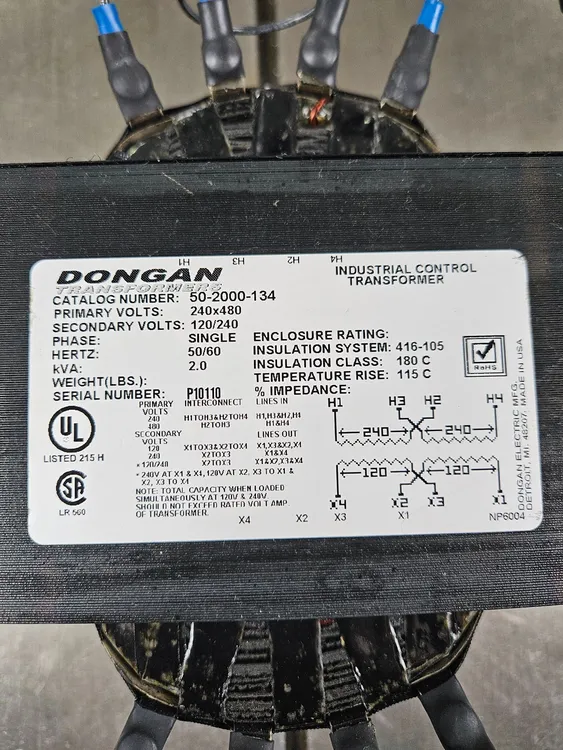 H1 H3 H2 H4
DONGAN
TRANSFORMERS
INDUSTRIAL CONTROL
TRANSFORMER
CATALOG NUMBER: 50-2000-134
PRIMARY VOLTS: 240x480
SECONDARY VOLTS: 120/240
PHASE: SINGLE
HERTZ: 50/60
kVA: 2.0
WEIGHT(LBS.)
SERIAL NUMBER: P10110
ENCLOSURE RATING:
INSULATION SYSTEM: 416-105
INSULATION CLASS: 180 C
TEMPERATURE RISE: 115 C
% IMPEDANCE:
RoHS
UL
LISTED 215 H
SA
LR 560
PRIMARY INTERCONNECT LINES IN
VOLTS
240 H1TOH3&H2TOH4 H1,H3&H2,H4
480 H2TOH3 H1&H4
SECONDARY
VOLTS LINES OUT
120 X1TOX3&X2TOX4 X1,X3&X2,X4
240 X2TOX3 X1&X4
*120/240 X2TOX3 X1&X2,X3&X4
* 240V AT X1 & X4,120V AT X2, X3 TO X1 &
X2, X3 TO X4
NOTE: TOTAL CAPACITY WHEN LOADED
SIMULTANEOUSLY AT 120V & 240V
SHOULD NOT EXCEED RATED VOLT AMP.
OF TRANSFORMER.
H1 H3 H2 H4
240 240
120 120
X4 X2 X3 X1
NP6004
DONGAN ELECTRIC MFG.
DETROIT, MI. 48207. MADE IN USA
X4 X2 X3 X1